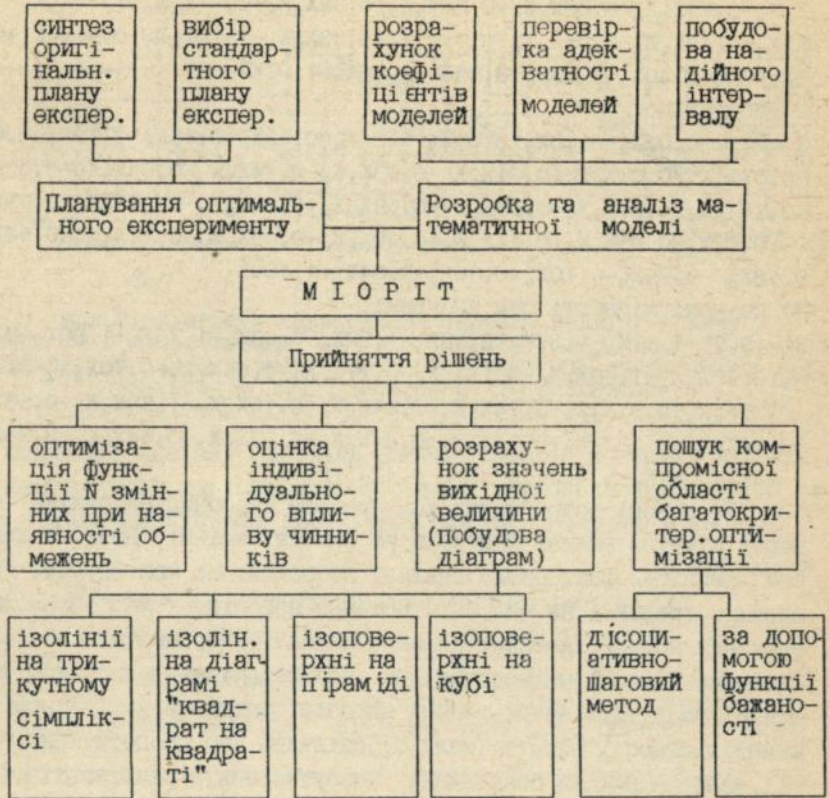 синтез
оригі-
нальн.
плану
експер.
вибір
стандар-
тного
плану
експер.
розра-
хунок
коефі-
цієнтів
моделей
перевір-
ка адек-
ватності
моделей
побудо-
ва на-
дійного
інтер-
валу
Планування оптималь-
ного експерименту
Розробка та аналіз ма-
тематичної моделі
М І О Р І Т
Прийняття рішень
оптиміза-
ція функ-
ції N змін-
них при на-
явності об-
межень
оцінка
індиві-
дуально-
го впли-
ву чинни-
ків
розраху-
нок значень
вихідної
величини
(побудова
діаграм)
пошук ком-
промісної
області
багатокри-
тер.опти-
мізації
ізолінії
на три-
кутному
сімплік-
сі
ізолін.
на діаг-
рамі
"квад-
рат на
квадра-
ті"
ізопове-
рхні на
піраміді
ізопове-
рхні на
кубі
дісоци-
ативно-
шаговий
метод
за допо-
могою
функції
бажано-
сті